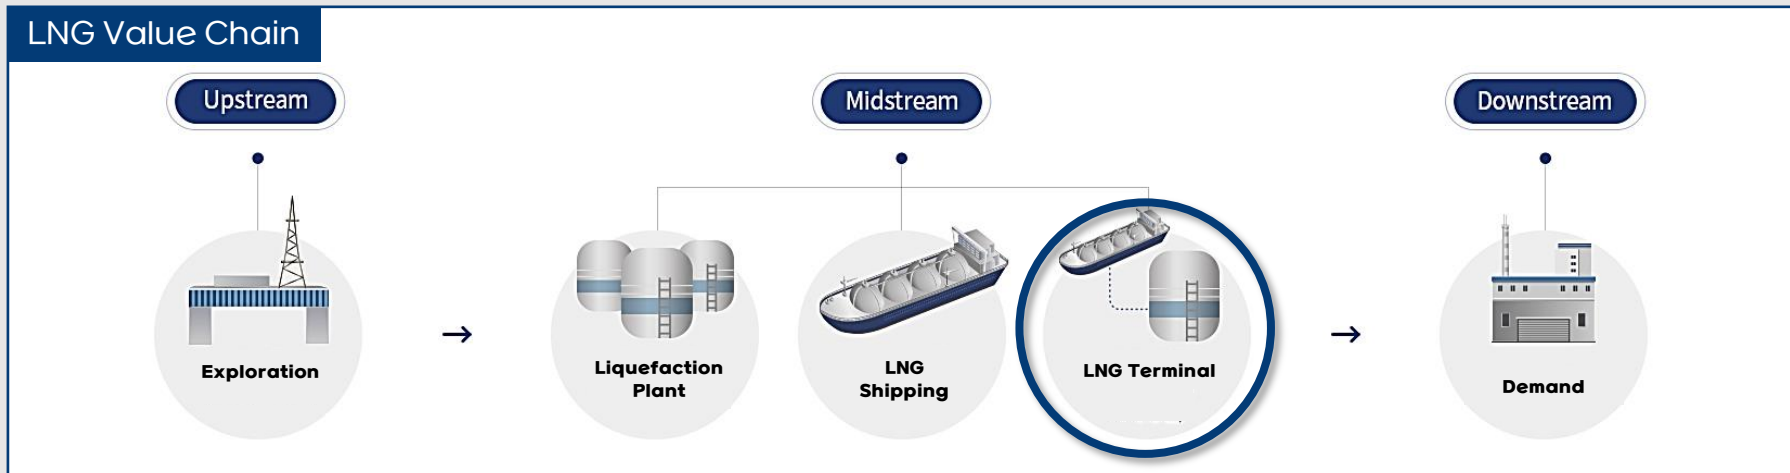 LNG Value Chain
Upstream
Midstream
Downstream
Exploration
Liquefaction
Plant
LNG
Shipping
LNG Terminal
Demand